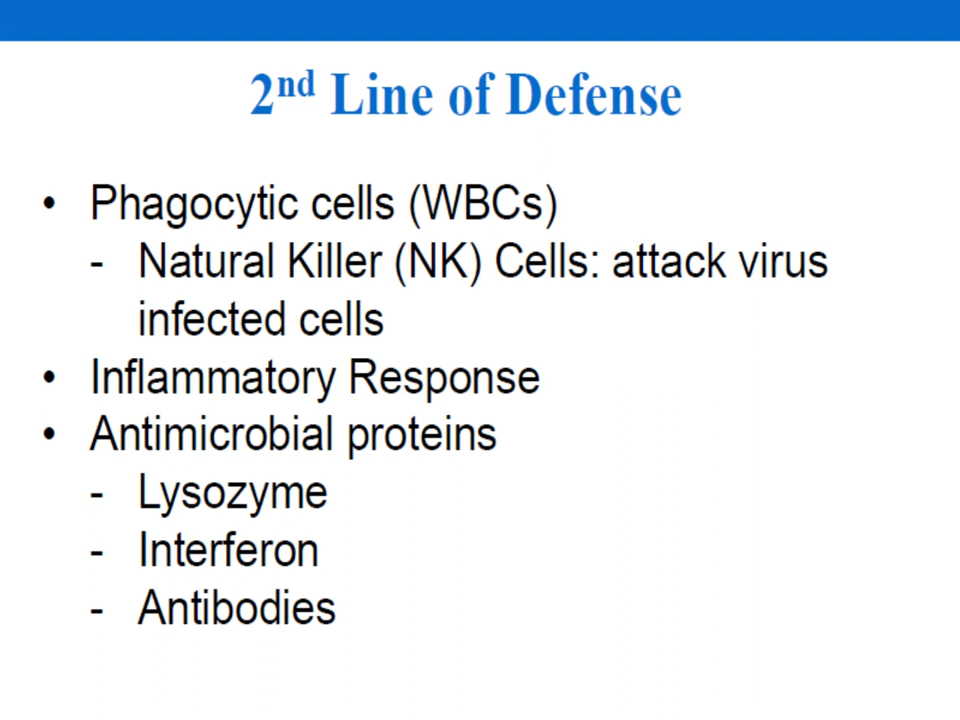 2nd Line of Defense
• Phagocytic cells (WBCs)
- Natural Killer (NK) Cells: attack virus
infected cells
• Inflammatory Response
• Antimicrobial proteins
- Lysozyme
- Interferon
- Antibodies